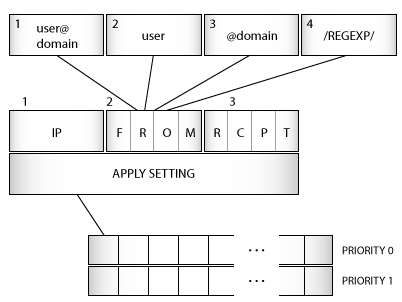 1 user@ domain
2 user
3 @domain
4 /REGEXP/
1 2 3
IP F R O M R C P T
APPLY SETTING
... PRIORITY 0
... PRIORITY 1